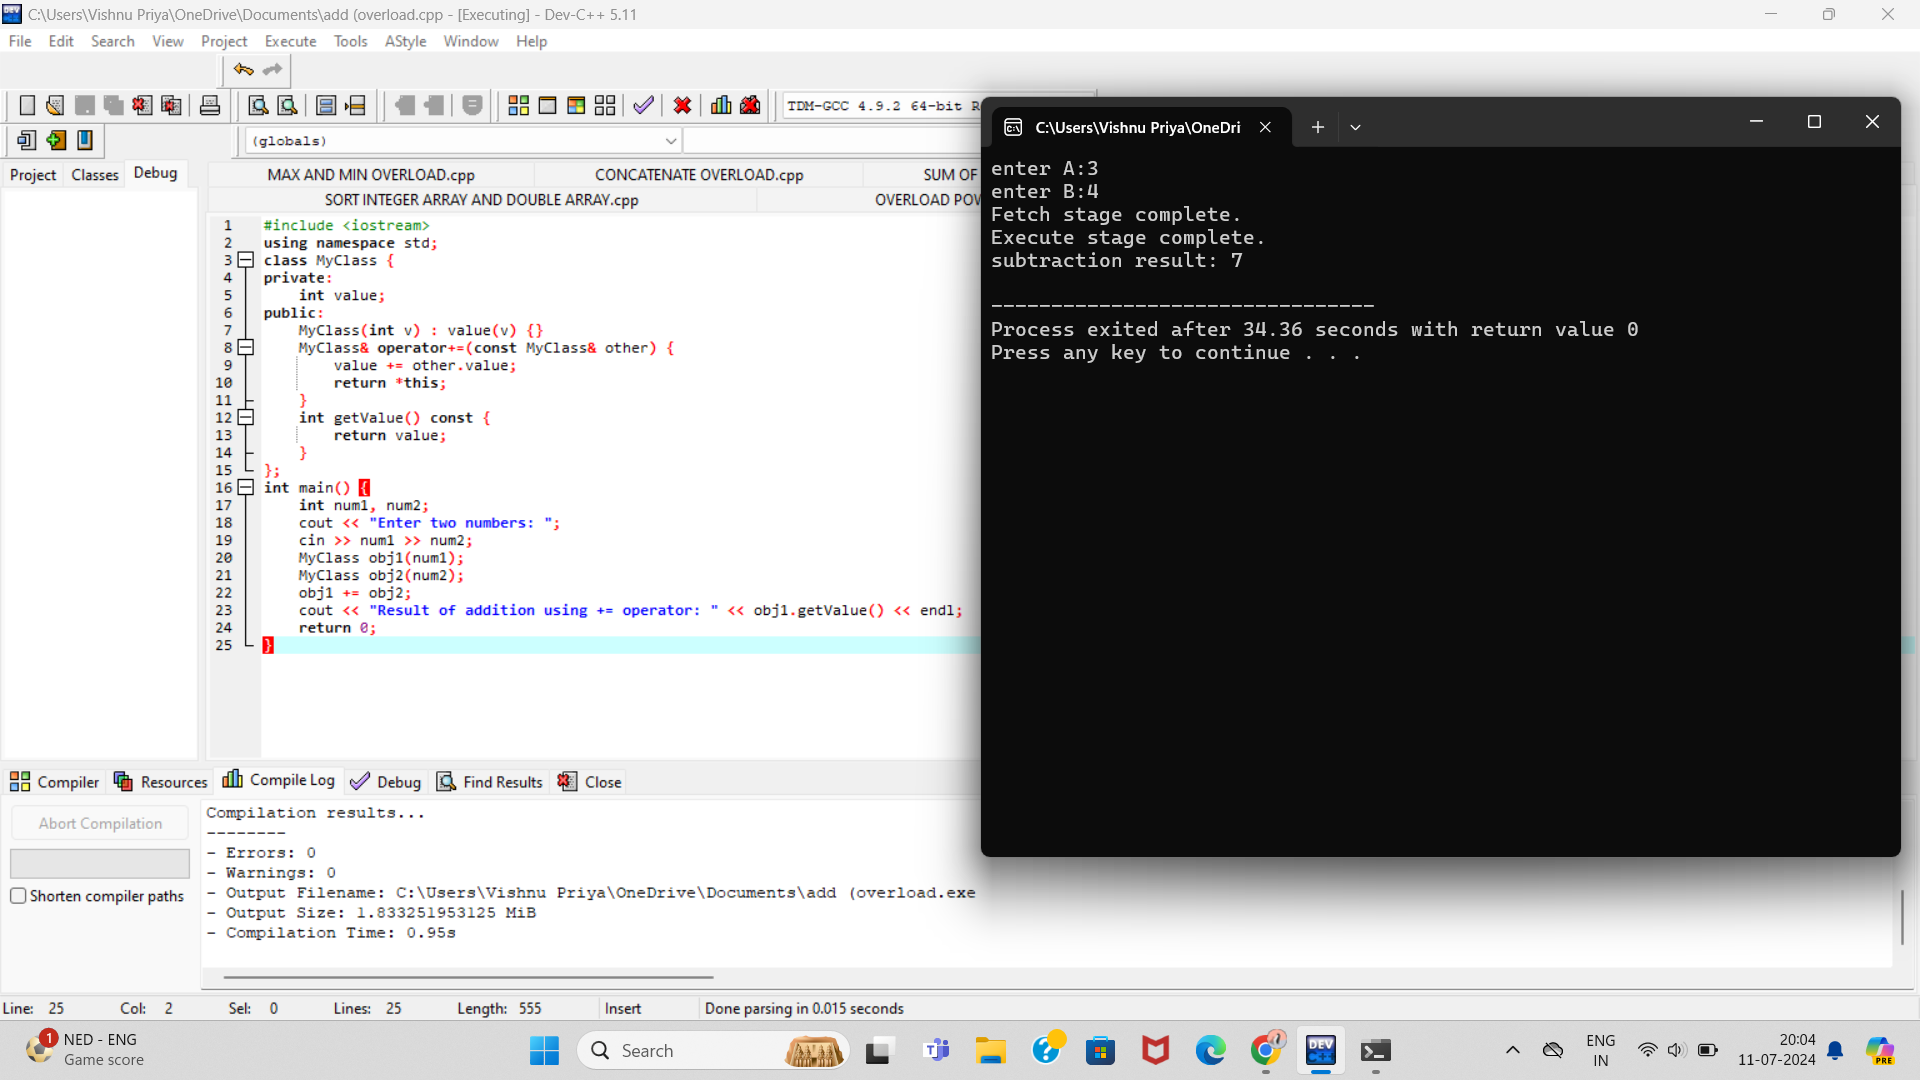 C:\Users\Vishnu Priya\OneDrive\Documents\add (overload.cpp - [Executing] - Dev-C++ 5.11
File Edit Search View Project Execute Tools AStyle Window Help
TDM-GCC 4.9.2 64-bit
(globals)
Project Classes Debug
MAX AND MIN OVERLOAD.cpp CONCATENATE OVERLOAD.cpp SUM OF
SORT INTEGER ARRAY AND DOUBLE ARRAY.cpp OVERLOAD
1 #include <iostream>
2 using namespace std;
3 class MyClass {
4 private:
5 int value;
6 public:
7 MyClass(int v) : value(v) {}
8 MyClass& operator+=(const MyClass& other) {
9 value += other.value;
10 return *this;
11 }
12 int getValue() const {
13 return value;
14 }
15 };
16 int main() {
17 int num1, num2;
18 cout << "Enter two numbers: ";
19 cin >> num1 >> num2;
20 MyClass obj1(num1);
21 MyClass obj2(num2);
22 obj1 += obj2;
23 cout << "Result of addition using += operator: " << obj1.getValue() << endl;
24 return 0;
25 }
C:\Users\Vishnu Priya\OneDri
enter A:3
enter B:4
Fetch stage complete.
Execute stage complete.
subtraction result: 7
--------------------------------
Process exited after 34.36 seconds with return value 0
Press any key to continue . . .
Compiler Resources Compile Log Debug Find Results Close
Abort Compilation
Shorten compiler paths
Compilation results...
--------
- Errors: 0
- Warnings: 0
- Output Filename: C:\Users\Vishnu Priya\OneDrive\Documents\add (overload.exe
- Output Size: 1.833251953125 MiB
- Compilation Time: 0.95s
Line: 25 Col: 2 Sel: 0 Lines: 25 Length: 555 Insert Done parsing in 0.015 seconds
1
NED - ENG
Game score
Search
DEV
ENG
IN
20:04
11-07-2024
PRE